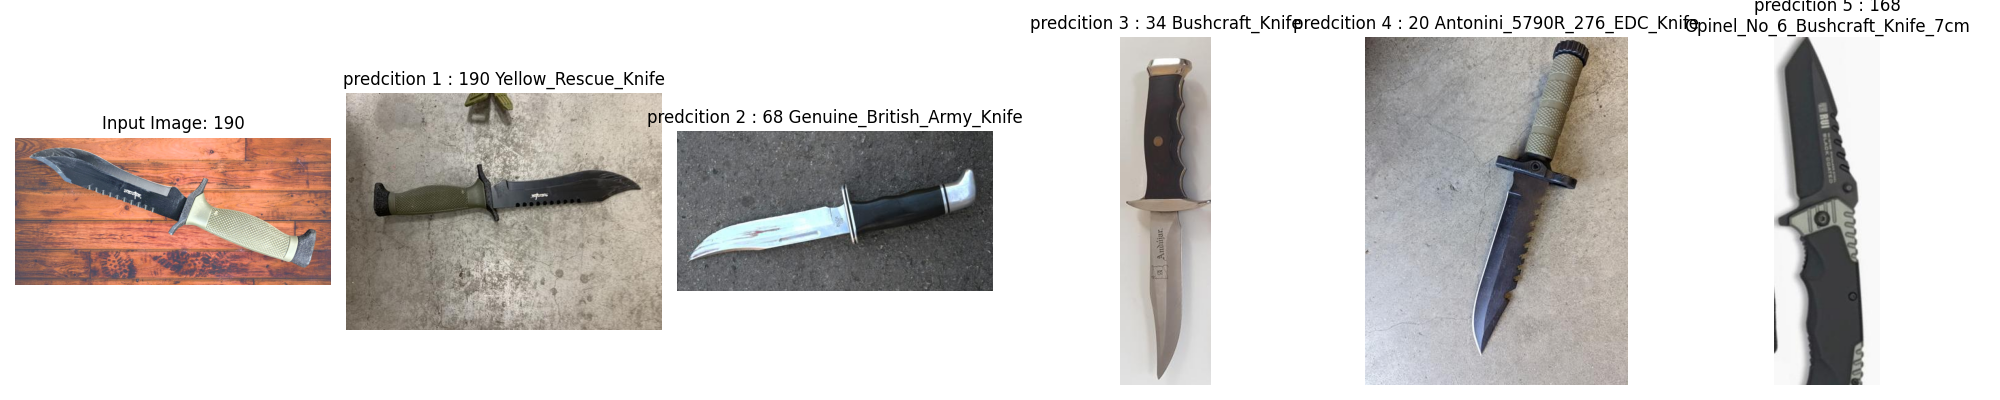 Input Image: 190
predcition 1 : 190 Yellow_Rescue_Knife
predcition 2 : 68 Genuine_British_Army_Knife
predcition 3 : 34 Bushcraft_Knife
predcition 4 : 20 Antonini_5790R_276_EDC_Knife
predcition 5 : 168
Opinel_No_6_Bushcraft_Knife_7cm